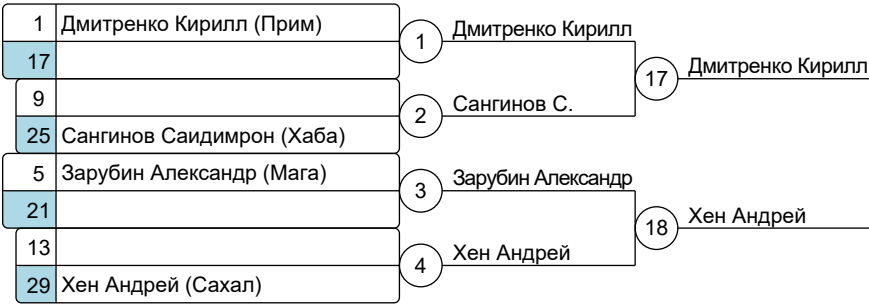 1 Дмитренко Кирилл (Прим)
17
9
25 Сангинов Саидимрон (Хаба)
5 Зарубин Александр (Мага)
21
13
29 Хен Андрей (Сахал)
1 Дмитренко Кирилл
2 Сангинов С.
3 Зарубин Александр
4 Хен Андрей
17 Дмитренко Кирилл
18 Хен Андрей